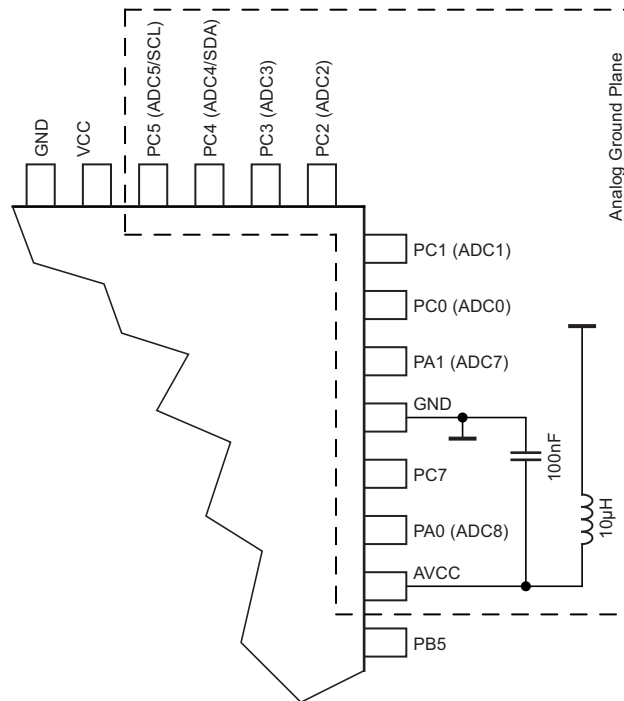 GND
VCC
PC5 (ADC5/SCL)
PC4 (ADC4/SDA)
PC3 (ADC3)
PC2 (ADC2)
Analog Ground Plane
PC1 (ADC1)
PC0 (ADC0)
PA1 (ADC7)
GND
PC7
PA0 (ADC8)
AVCC
PB5
100nF
10µH